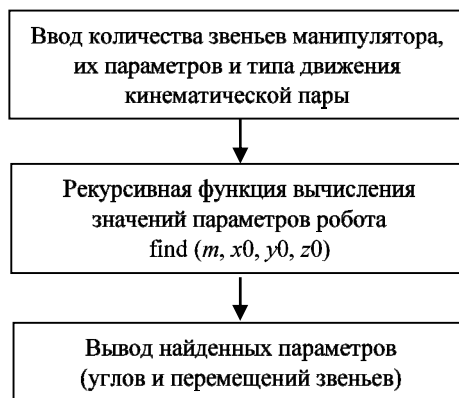 Ввод количества звеньев манипулятора,
их параметров и типа движения
кинематической пары
Рекурсивная функция вычисления
значений параметров робота
find (m, x0, y0, z0)
Вывод найденных параметров
(углов и перемещений звеньев)